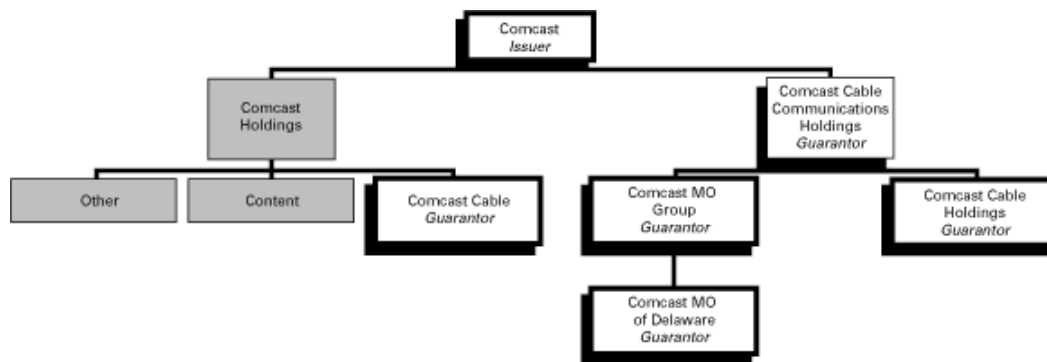 Comcast
Issuer
Comcast
Holdings
Comcast Cable
Communications
Holdings
Guarantor
Other
Content
Comcast Cable
Guarantor
Comcast MO
Group
Guarantor
Comcast Cable
Holdings
Guarantor
Comcast MO
of Delaware
Guarantor